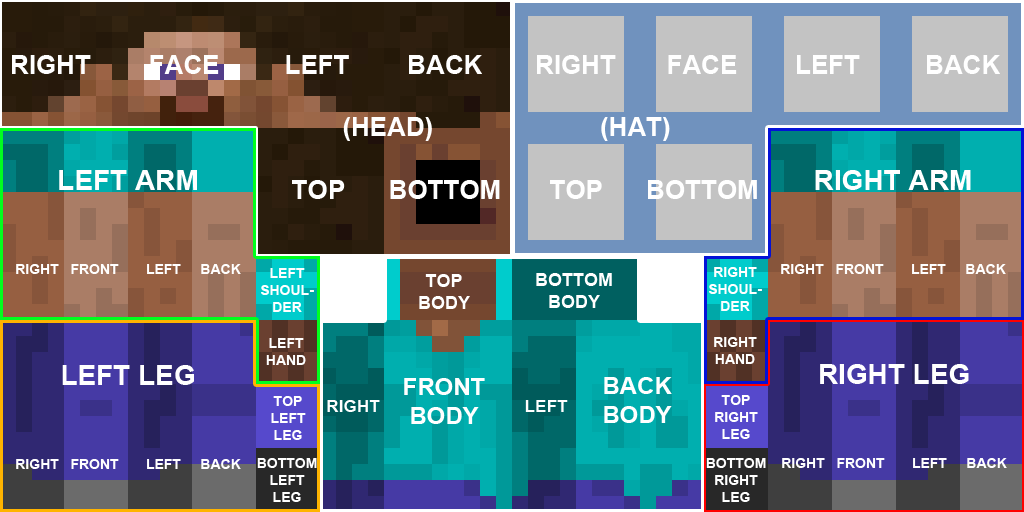 RIGHT FACE LEFT BACK
(HEAD)
TOP BOTTOM
RIGHT FACE LEFT BACK
(HAT)
TOP BOTTOM
LEFT ARM
RIGHT FRONT LEFT BACK
LEFT
SHOUL-
DER
LEFT
HAND
LEFT LEG
RIGHT FRONT LEFT BACK
TOP
LEFT
LEG
BOTTOM
LEFT
LEG
TOP
BODY
BOTTOM
BODY
RIGHT
FRONT
BODY
LEFT
BACK
BODY
RIGHT ARM
RIGHT FRONT LEFT BACK
RIGHT
SHOUL-
DER
RIGHT
HAND
RIGHT LEG
RIGHT FRONT LEFT BACK
TOP
RIGHT
LEG
BOTTOM
RIGHT
LEG